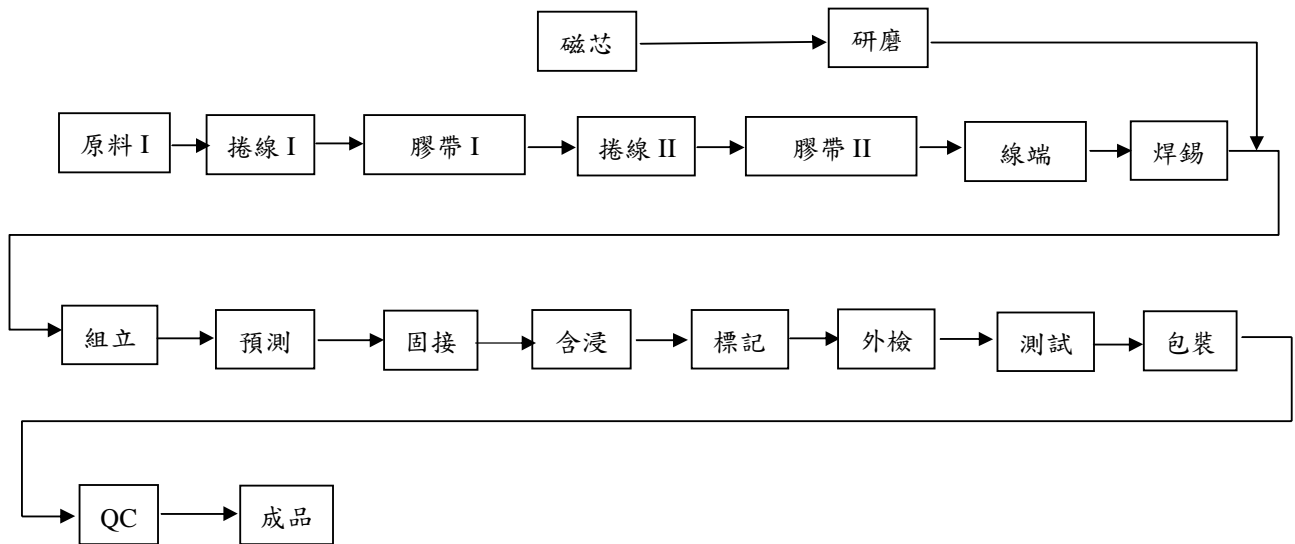 磁芯 研磨
原料 I 捲線 I 膠帶 I 捲線 II 膠帶 II 線端 焊錫
組立 預測 固接 含浸 標記 外檢 測試 包裝
QC 成品